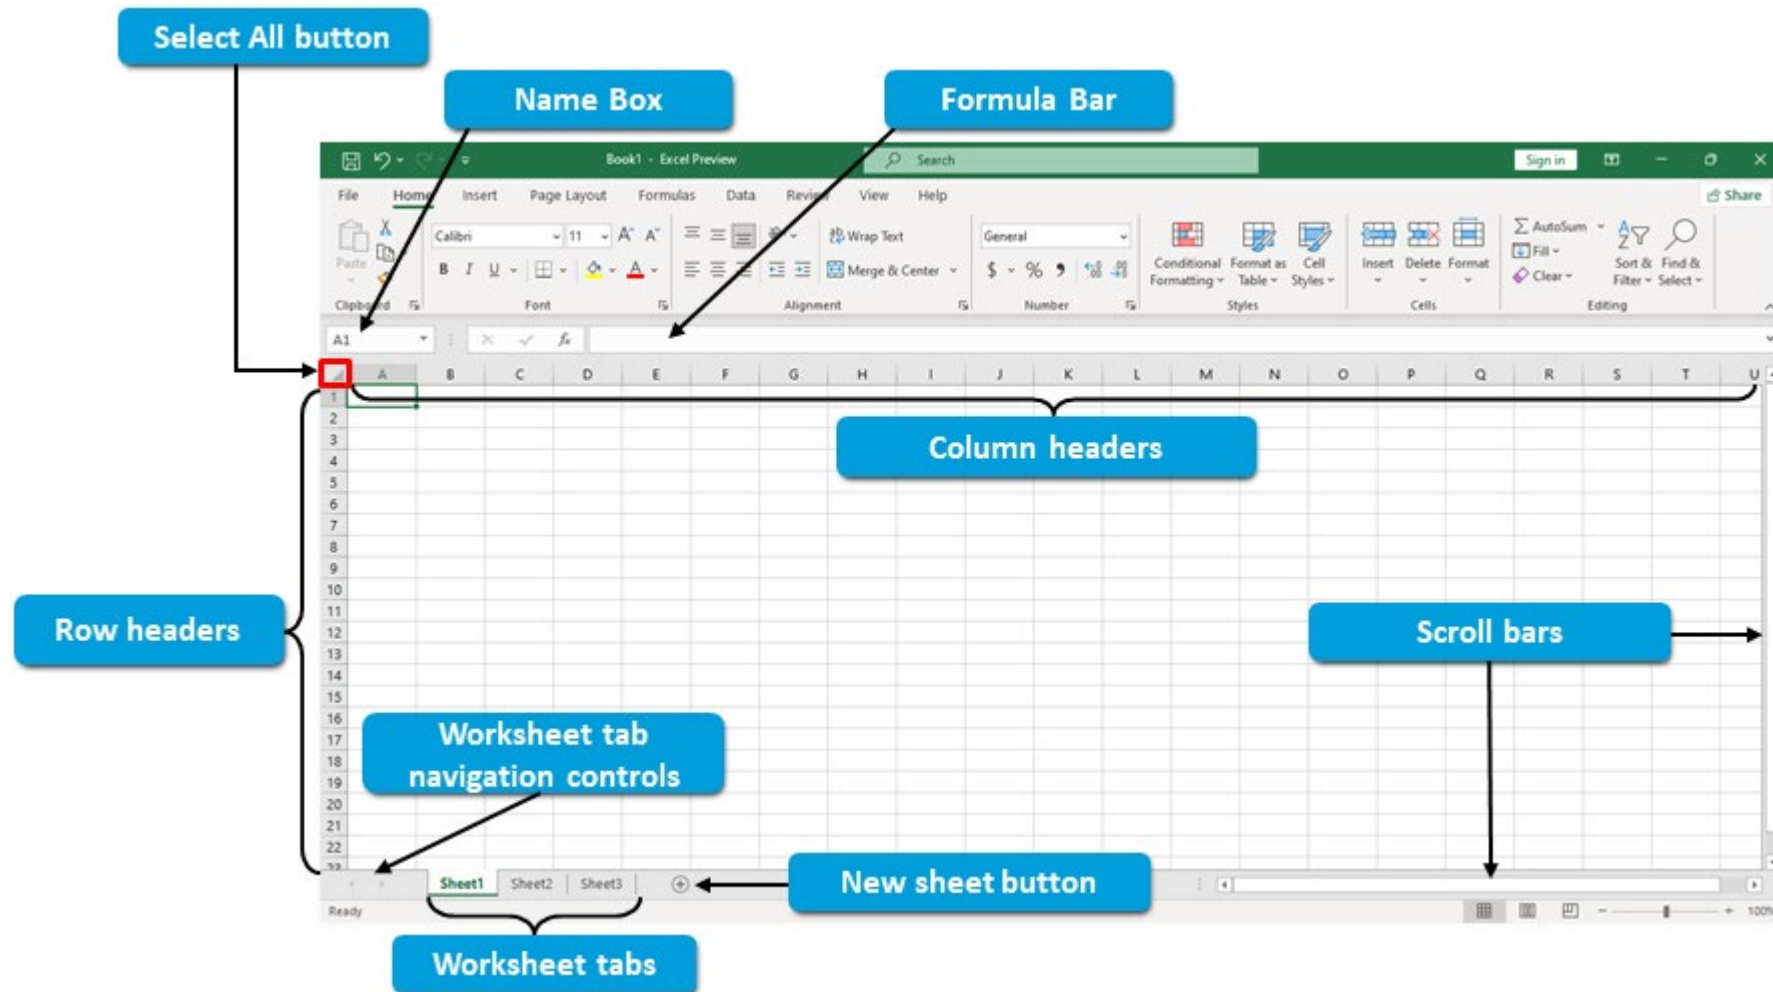 Select All button
Name Box
Formula Bar
Book1 - Excel Preview
Search
Sign in
File Home Insert Page Layout Formulas Data Review View Help
Share
Paste
Calibri 11 A^ Aˇ
Wrap Text
General
Conditional Formatting
Format as Table
Cell Styles
Insert Delete Format
AutoSum
Fill
Clear
Sort & Filter
Find & Select
B I U A
Merge & Center
$ % 9
Clipboard Font Alignment Number Styles Cells Editing
A1 fx
A B C D E F G H I J K L M N O P Q R S T U
1
2
Column headers
3
4
5
6
7
8
9
10
11
Row headers
12
Scroll bars
13
14
15
16
17
18
19
20
21
22
23
Worksheet tab
navigation controls
Sheet1 Sheet2 Sheet3
New sheet button
Ready
100%
Worksheet tabs